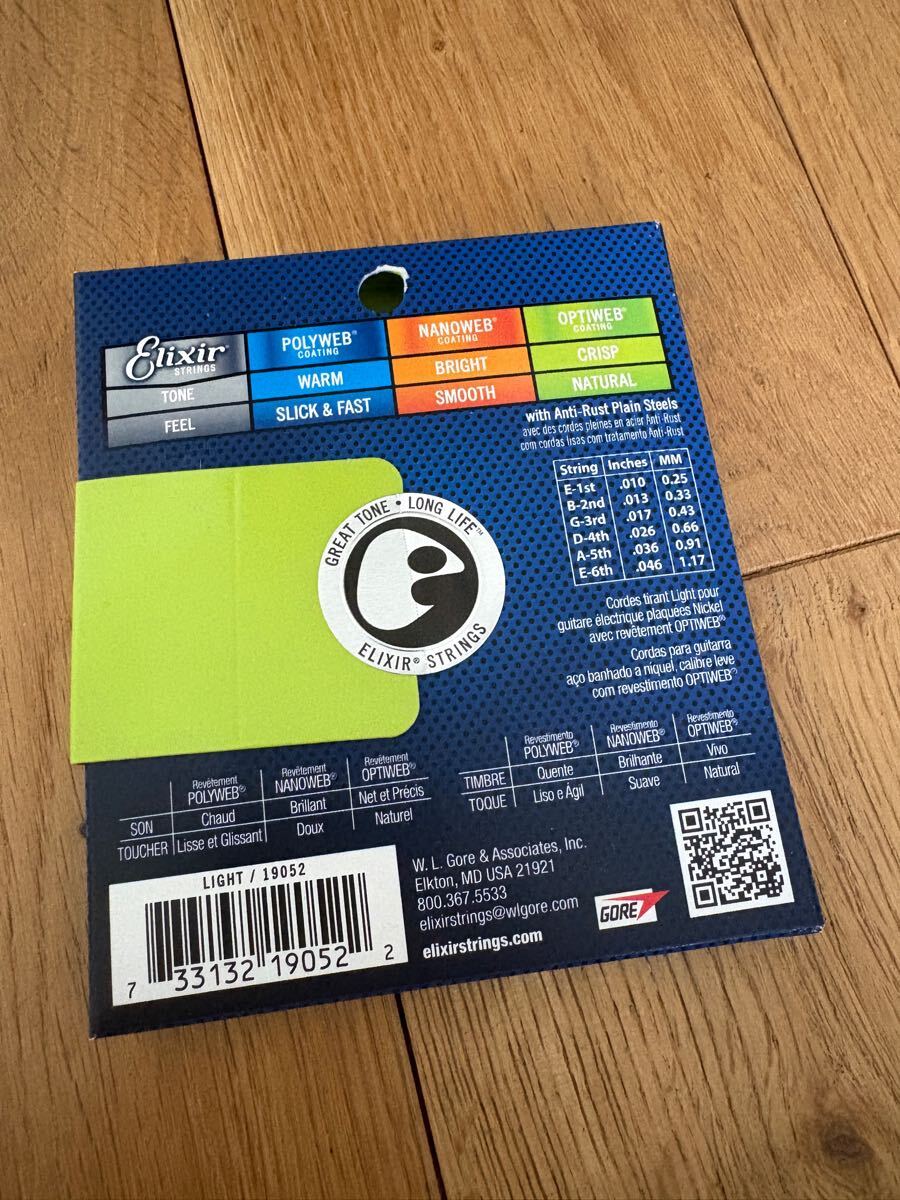 Elixir®
STRINGS
POLYWEB®
COATING
NANOWEB®
COATING
OPTIWEB®
COATING
TONE
WARM
BRIGHT
CRISP
FEEL
SLICK & FAST
SMOOTH
NATURAL
with Anti-Rust Plain Steels
avec des cordes pleines en acier Anti-Rust
com cordas lisas com tratamento Anti-Rust
String Inches MM
E-1st .010 0.25
B-2nd .013 0.33
G-3rd .017 0.43
D-4th .026 0.66
A-5th .036 0.91
E-6th .046 1.17
GREAT TONE • LONG LIFE™
ELIXIR® STRINGS
Cordes tirant Light pour
guitare électrique plaquées Nickel
avec revêtement OPTIWEB®
Cordas para guitarra
aço banhado a níquel, calibre leve
com revestimento OPTIWEB®
Revêtement
POLYWEB®
Revêtement
NANOWEB®
Revêtement
OPTIWEB®
SON Chaud Brillant Net et Précis
TOUCHER Lisse et Glissant Doux Naturel
Revestimento
POLYWEB®
Revestimento
NANOWEB®
Revestimento
OPTIWEB®
TIMBRE Quente Brilhante Vivo
TOQUE Liso e Ágil Suave Natural
LIGHT / 19052
7 33132 19052 2
W. L. Gore & Associates, Inc.
Elkton, MD USA 21921
800.367.5533
elixirstrings@wlgore.com
elixirstrings.com
GORE